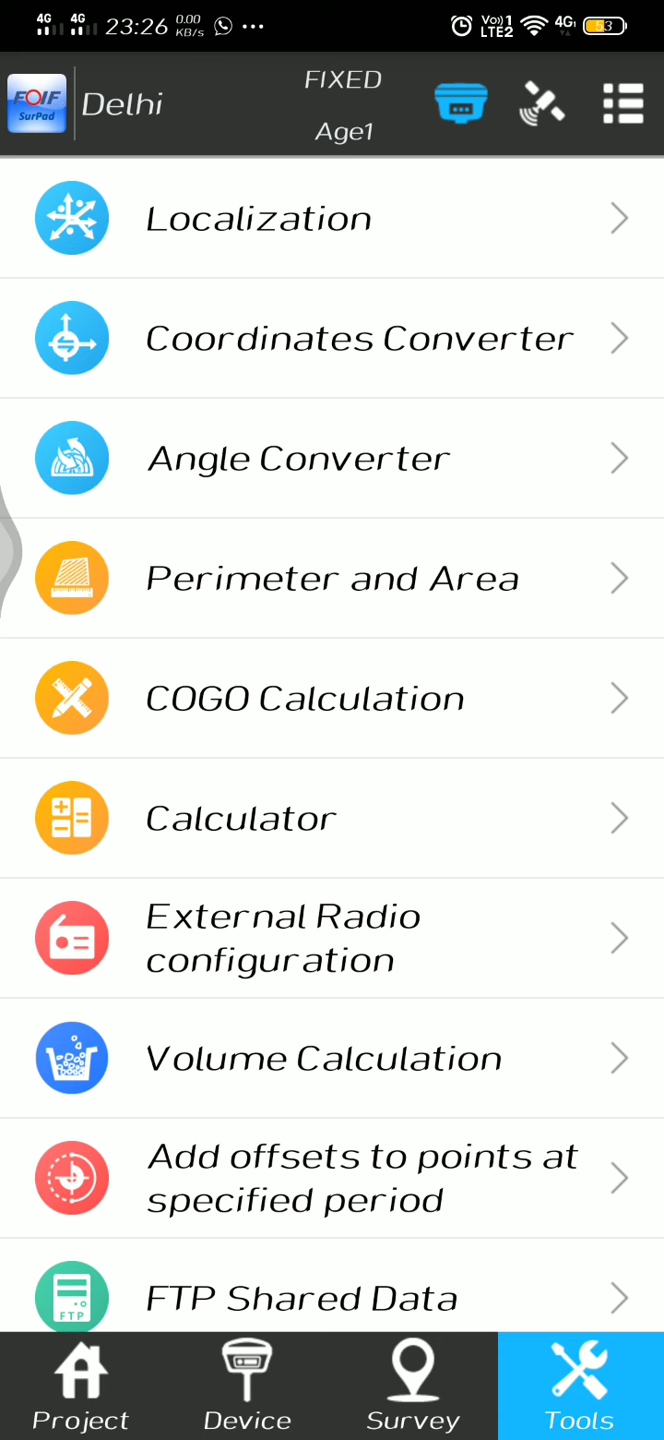 4G 4G 23:26 0.00 KB/s Vo))1 LTE2 4G1 53
FOIF SurPad
Delhi
FIXED
Age1
Localization
Coordinates Converter
Angle Converter
Perimeter and Area
COGO Calculation
Calculator
External Radio
configuration
Volume Calculation
Add offsets to points at
specified period
FTP
FTP Shared Data
Project Device Survey Tools